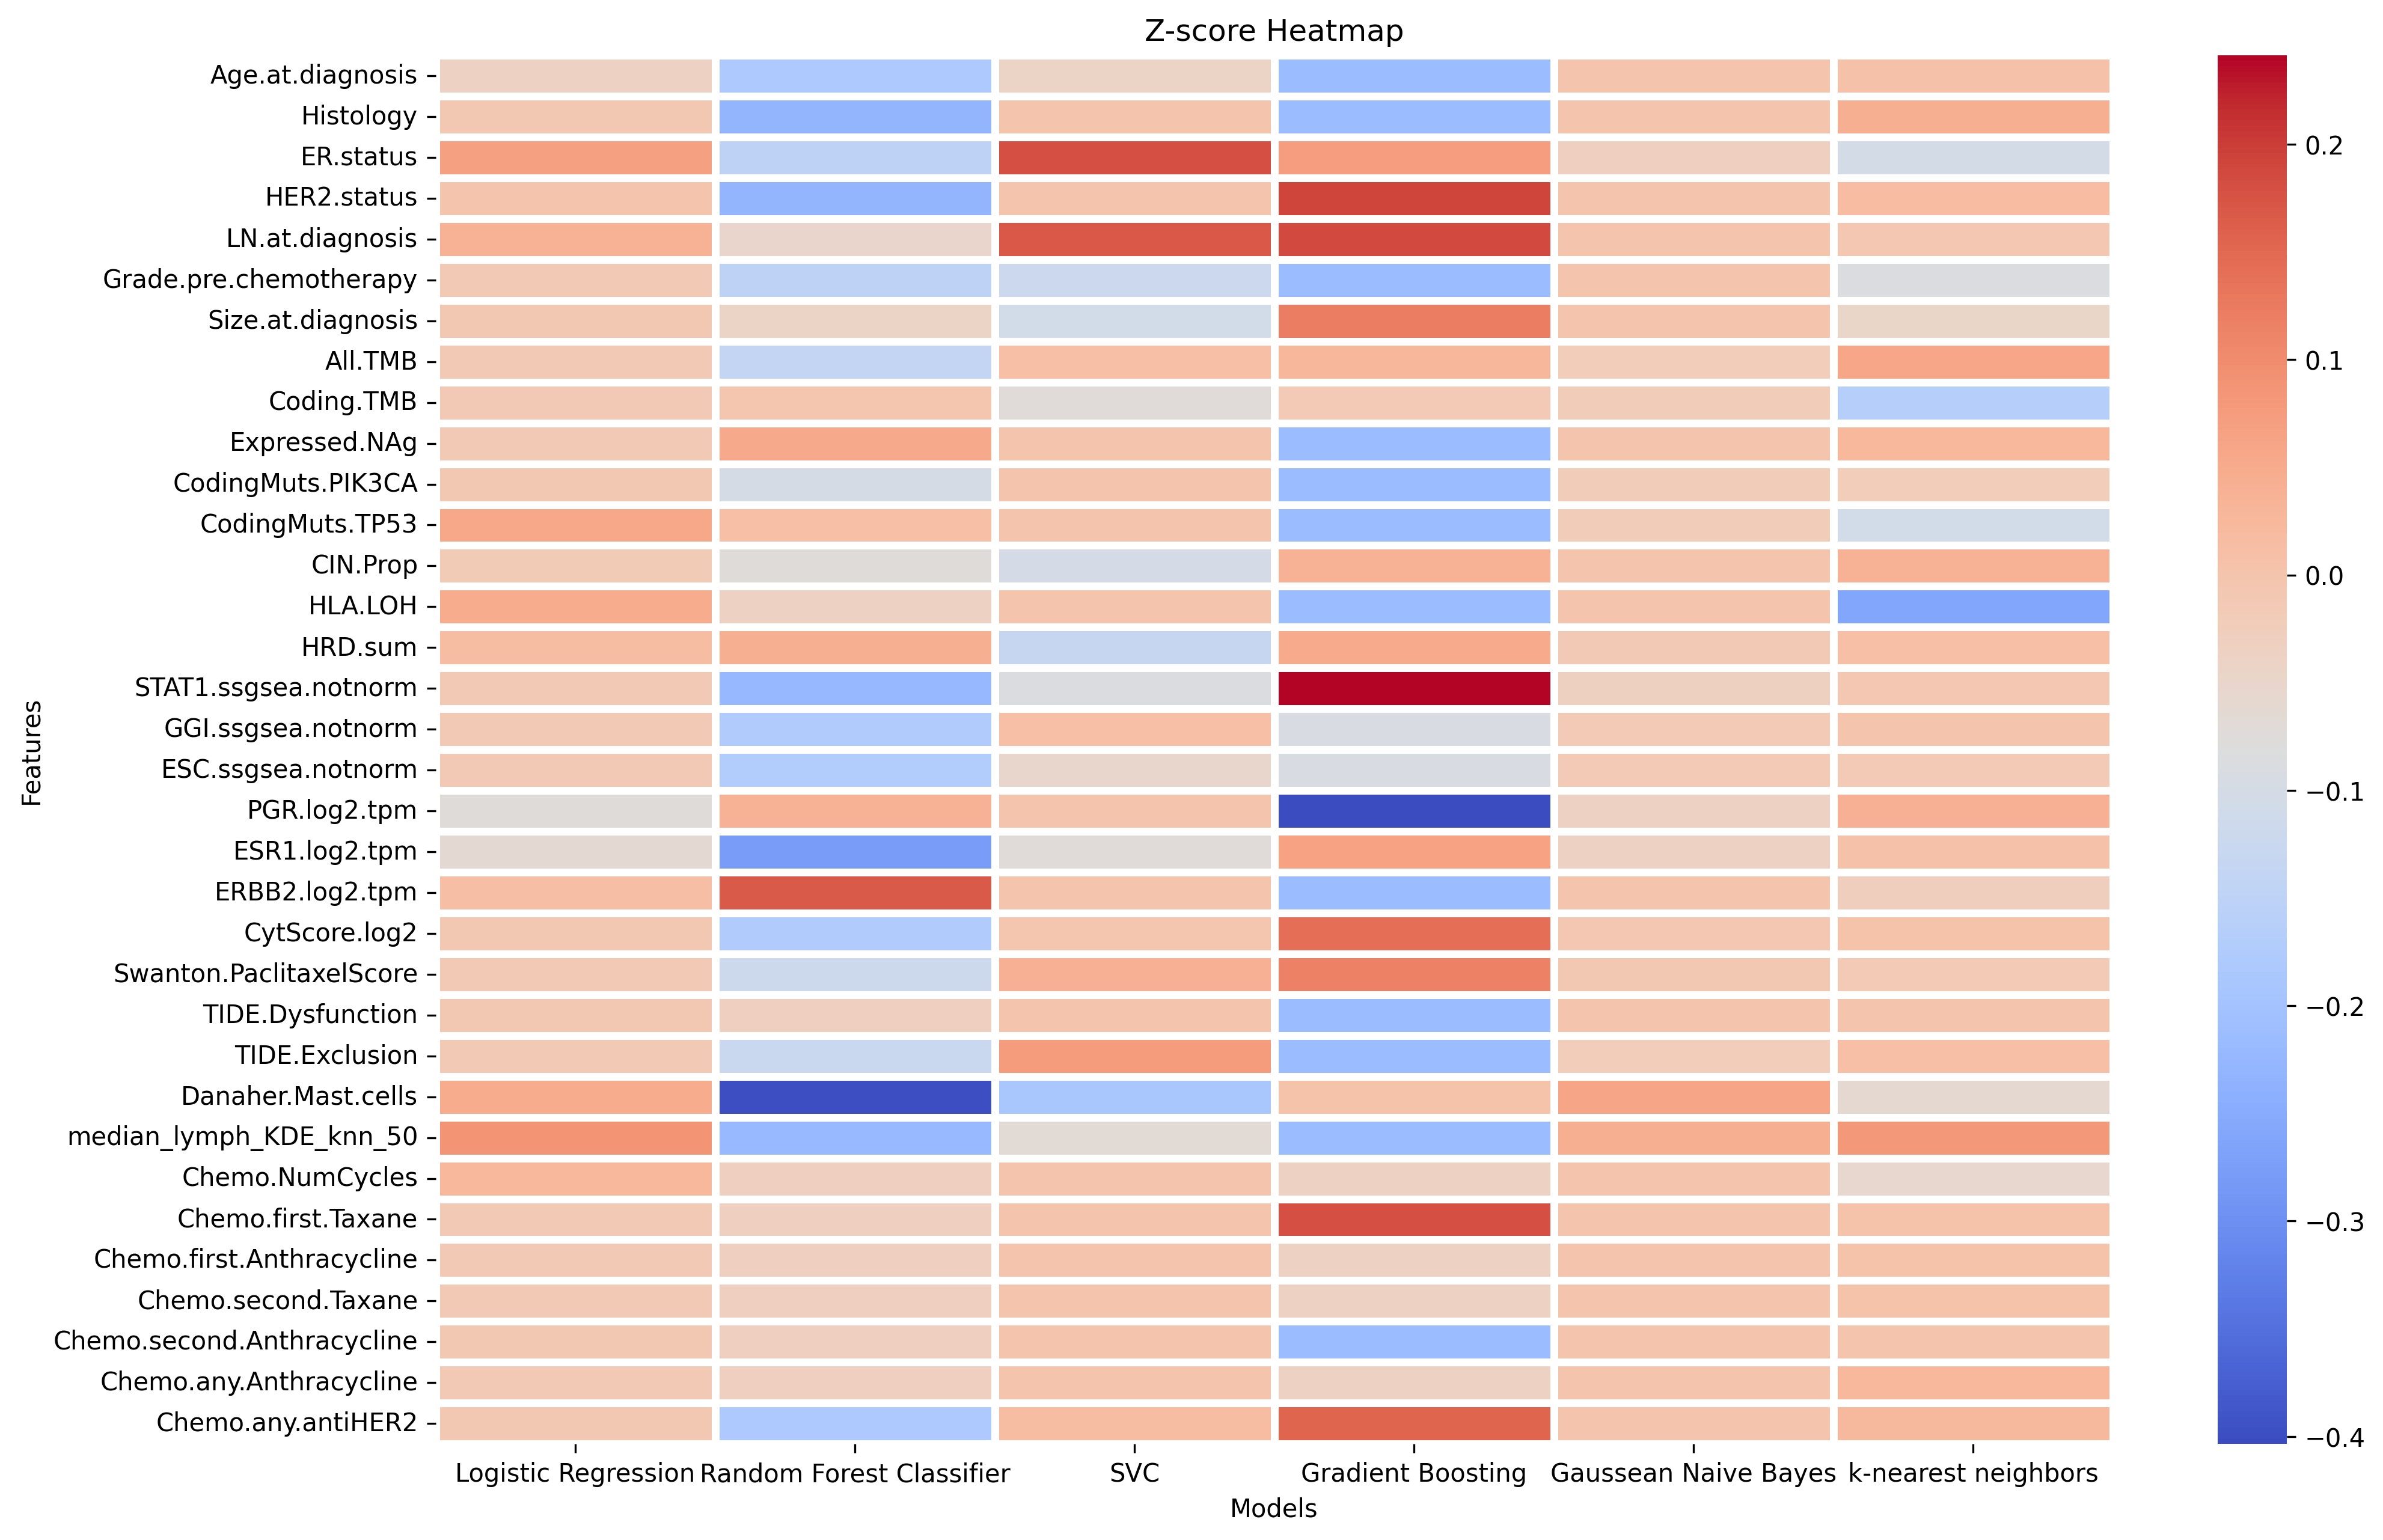 Z-score Heatmap
Age.at.diagnosis
Histology
ER.status
HER2.status
LN.at.diagnosis
Grade.pre.chemotherapy
Size.at.diagnosis
All.TMB
Coding.TMB
Expressed.NAg
CodingMuts.PIK3CA
CodingMuts.TP53
CIN.Prop
HLA.LOH
HRD.sum
STAT1.ssgsea.notnorm
GGI.ssgsea.notnorm
ESC.ssgsea.notnorm
PGR.log2.tpm
ESR1.log2.tpm
ERBB2.log2.tpm
CytScore.log2
Swanton.PaclitaxelScore
TIDE.Dysfunction
TIDE.Exclusion
Danaher.Mast.cells
median_lymph_KDE_knn_50
Chemo.NumCycles
Chemo.first.Taxane
Chemo.first.Anthracycline
Chemo.second.Taxane
Chemo.second.Anthracycline
Chemo.any.Anthracycline
Chemo.any.antiHER2
Features
Logistic Regression
Random Forest Classifier
SVC
Gradient Boosting
Gaussean Naive Bayes
k-nearest neighbors
Models
0.2
0.1
0.0
−0.1
−0.2
−0.3
−0.4